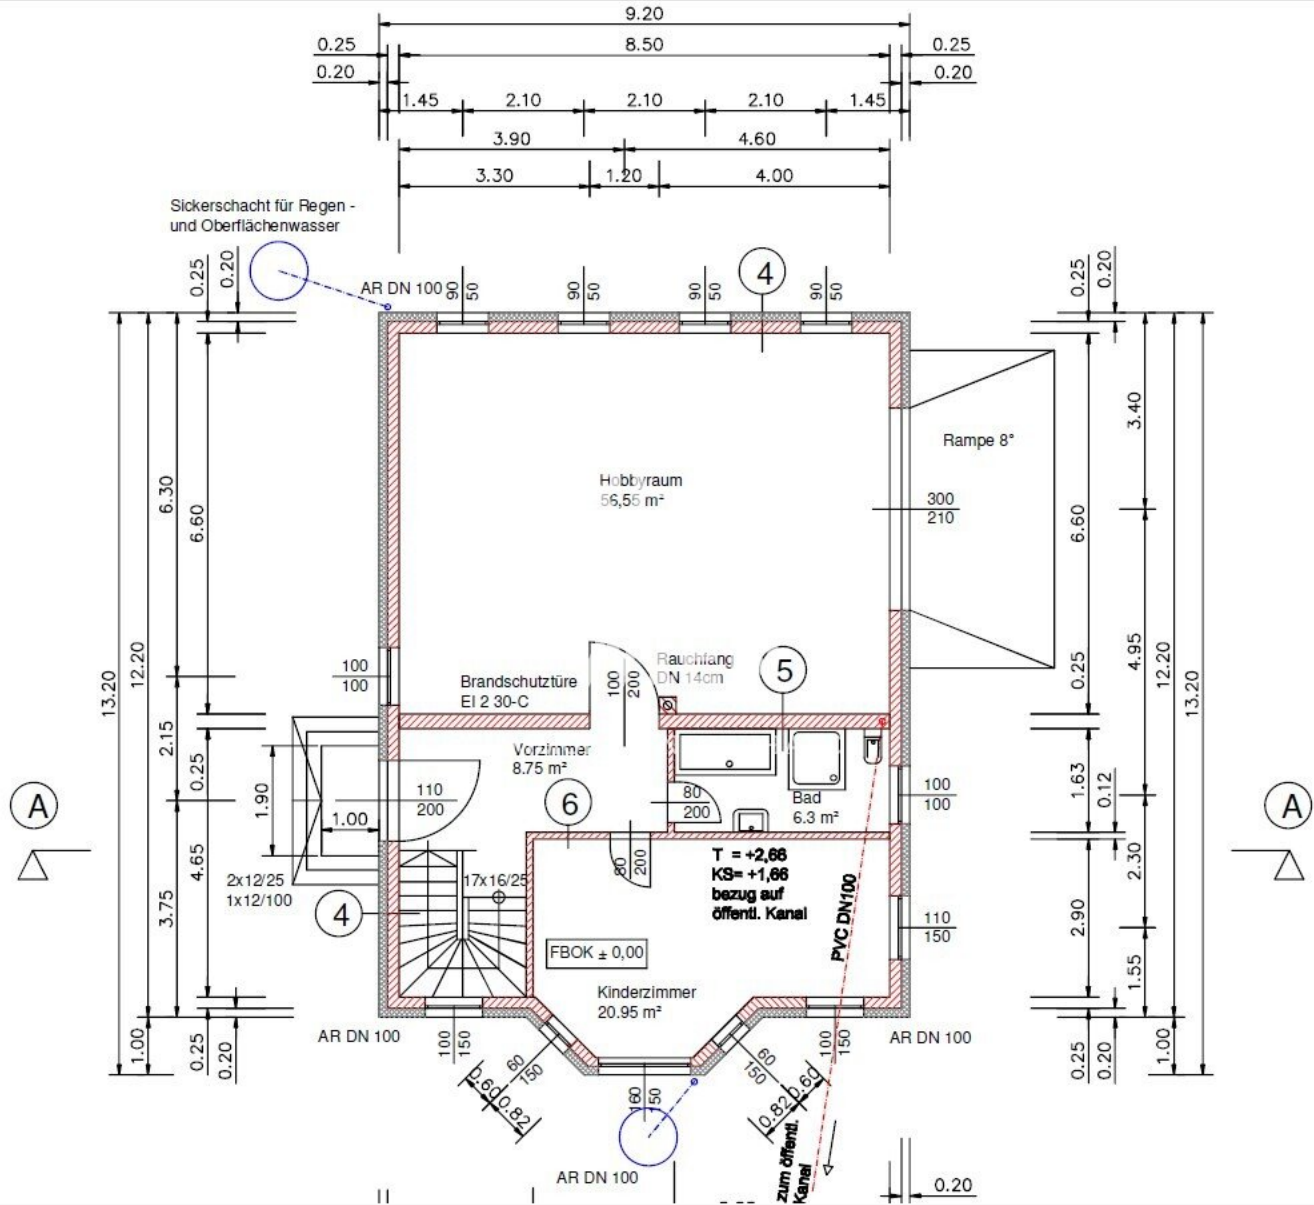 9.20
0.25
8.50
0.25
0.20
0.20
1.45
2.10
2.10
2.10
1.45
3.90
4.60
3.30
1.20
4.00
Sickerschacht für Regen -
und Oberflächenwasser
AR DN 100
90
50
90
50
90
50
90
50
4
0.25
0.20
0.25
0.20
13.20
12.20
6.30
6.60
2.15
0.25
1.90
4.65
3.75
1.00
0.25
0.20
3.40
6.60
4.95
12.20
13.20
0.25
1.63
0.12
2.30
2.90
1.55
1.00
0.25
0.20
Rampe 8°
300
210
Hobbyraum
56,55 m²
Rauchfang
DN 14cm
100
200
5
100
100
Brandschutztüre
EI 2 30-C
Vorzimmer
8.75 m²
6
110
200
1.00
80
200
Bad
6.3 m²
100
100
A
A
2x12/25
1x12/100
4
17x16/25
80
200
T = +2,66
KS= +1,66
bezug auf
öffentl. Kanal
PVC DN100
110
150
FBOK ± 0,00
Kinderzimmer
20.95 m²
AR DN 100
AR DN 100
100
150
60
150
60
150
100
150
0.60
0.82
0.82
0.60
160
150
AR DN 100
zum öffentl.
Kanal
0.20